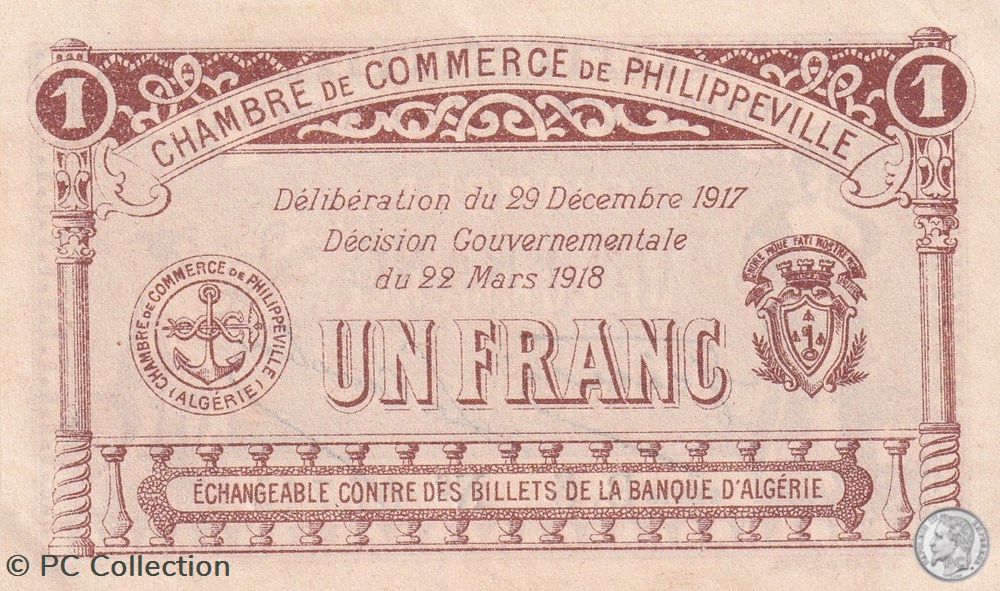 1
1
CHAMBRE DE COMMERCE DE PHILIPPEVILLE
Délibération du 29 Décembre 1917
Décision Gouvernementale
du 22 Mars 1918
CHAMBRE DE COMMERCE DE PHILIPPEVILLE
(ALGÉRIE)
UN FRANC
ÉCHANGEABLE CONTRE DES BILLETS DE LA BANQUE D'ALGÉRIE
© PC Collection
PC